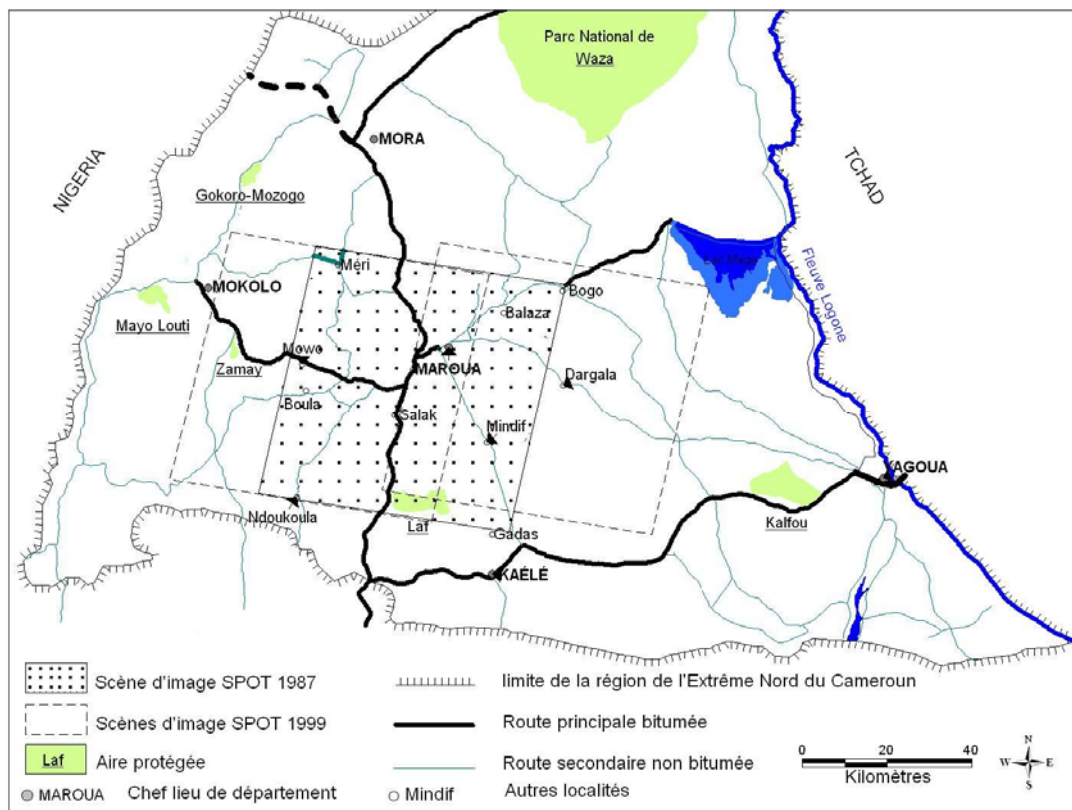 Parc National de
Waza
MORA
NIGERIA
TCHAD
Gokoro-Mozogo
Méri
MOKOLO
Bogo
Fleuve Logone
Mayo Louti
Balaza
Zamay
Mowo
MAROUA
Dargala
Boula
Salak
Mindif
KAGOUA
Ndoukoula
Laf
Kalfou
Gadas
KAÉLÉ
Scène d'image SPOT 1987
limite de la région de l'Extrême Nord du Cameroun
Scènes d'image SPOT 1999
Route principale bitumée
Laf Aire protégée
Route secondaire non bitumée
MAROUA Chef lieu de département
Mindif Autres localités
0 20 40
Kilomètres
N
W E
S